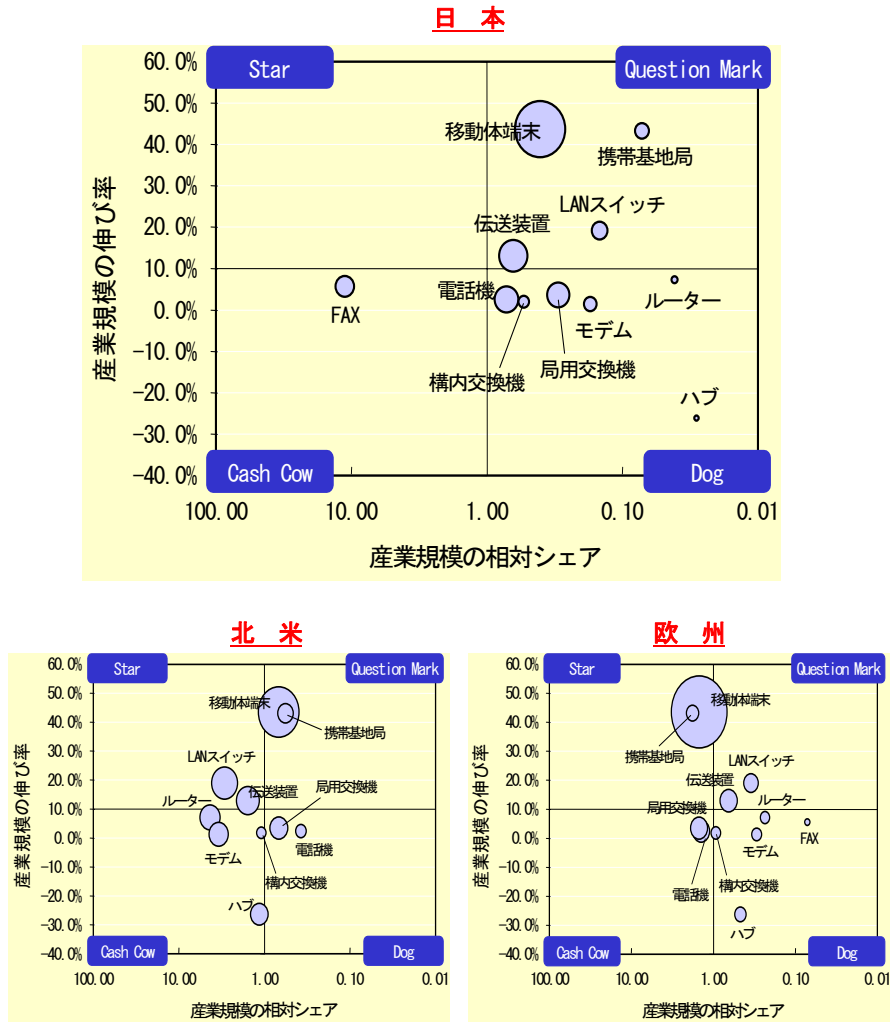 日 本
60.0%
50.0%
40.0%
30.0%
20.0%
10.0%
0.0%
-10.0%
-20.0%
-30.0%
-40.0%
産業規模の伸び率
Star
Question Mark
移動体端末
携帯基地局
LANスイッチ
伝送装置
電話機
ルーター
FAX
モデム
構内交換機
局用交換機
ハブ
Cash Cow
Dog
100.00 10.00 1.00 0.10 0.01
産業規模の相対シェア
北 米
60.0%
50.0%
40.0%
30.0%
20.0%
10.0%
0.0%
-10.0%
-20.0%
-30.0%
-40.0%
産業規模の伸び率
Star
Question Mark
移動体端末
携帯基地局
LANスイッチ
伝送装置
局用交換機
ルーター
モデム
電話機
構内交換機
ハブ
Cash Cow
Dog
100.00 10.00 1.00 0.10 0.01
産業規模の相対シェア
欧 州
60.0%
50.0%
40.0%
30.0%
20.0%
10.0%
0.0%
-10.0%
-20.0%
-30.0%
-40.0%
産業規模の伸び率
Star
Question Mark
移動体端末
携帯基地局
LANスイッチ
伝送装置
ルーター
局用交換機
FAX
モデム
電話機
構内交換機
ハブ
Cash Cow
Dog
100.00 10.00 1.00 0.10 0.01
産業規模の相対シェア